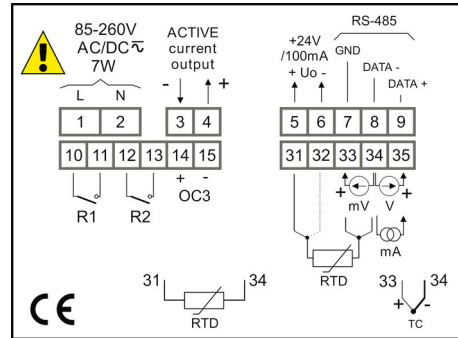 85-260V
AC/DC
7W
L N
ACTIVE
current
output
- +
+24V
/100mA
+ Uo -
RS-485
GND
DATA -
DATA +
1 2 3 4 5 6 7 8 9
10 11 12 13 14 15 31 32 33 34 35
R1 R2
+ -
OC3
+ mV V +
mA
RTD
31 34
RTD
33 34
+ -
TC
CE